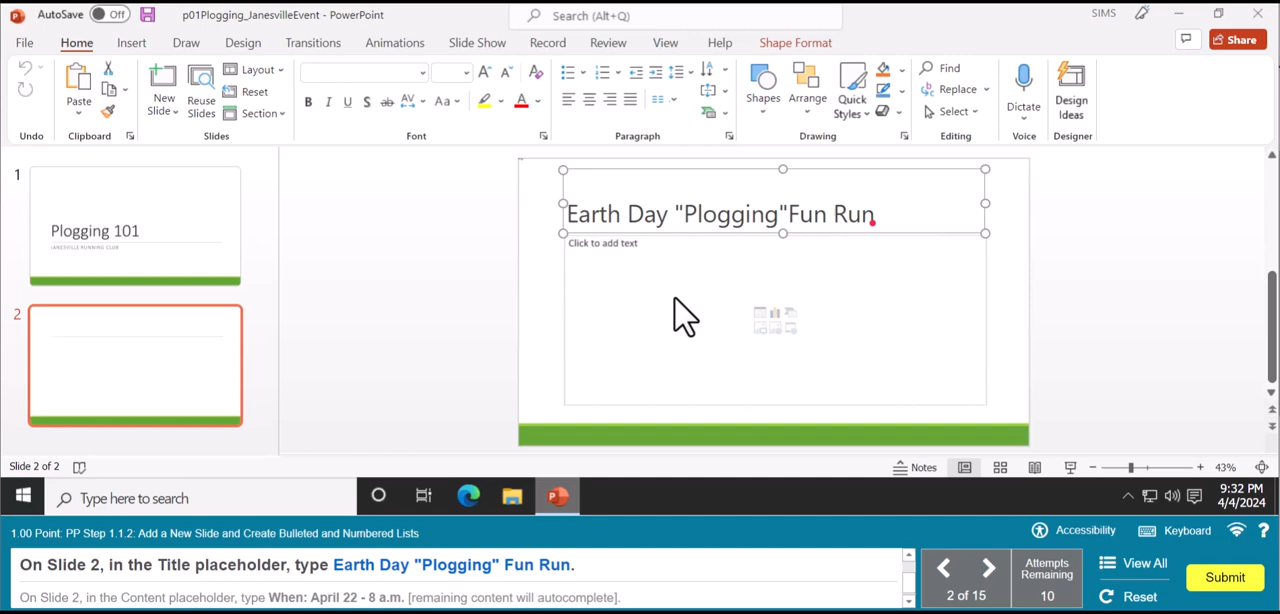 AutoSave Off p01Plogging_JanesvilleEvent - PowerPoint Search (Alt+Q) SIMS
File Home Insert Draw Design Transitions Animations Slide Show Record Review View Help Shape Format Share
Paste New Slide Reuse Slides Layout Reset Section
B I U S ab AV Aa A A A A
Shapes Arrange Quick Styles Find Replace Select Dictate Design Ideas
Undo Clipboard Slides Font Paragraph Drawing Editing Voice Designer
1
Plogging 101
JANESVILLE RUNNING CLUB
2
Earth Day "Plogging"Fun Run
Click to add text
Slide 2 of 2 Notes 43%
Type here to search 9:32 PM
4/4/2024
1.00 Point: PP Step 1.1.2: Add a New Slide and Create Bulleted and Numbered Lists Accessibility Keyboard ?
On Slide 2, in the Title placeholder, type Earth Day "Plogging" Fun Run.
On Slide 2, in the Content placeholder, type When: April 22 - 8 a.m. [remaining content will autocomplete].
2 of 15
Attempts Remaining
10
View All
Reset
Submit